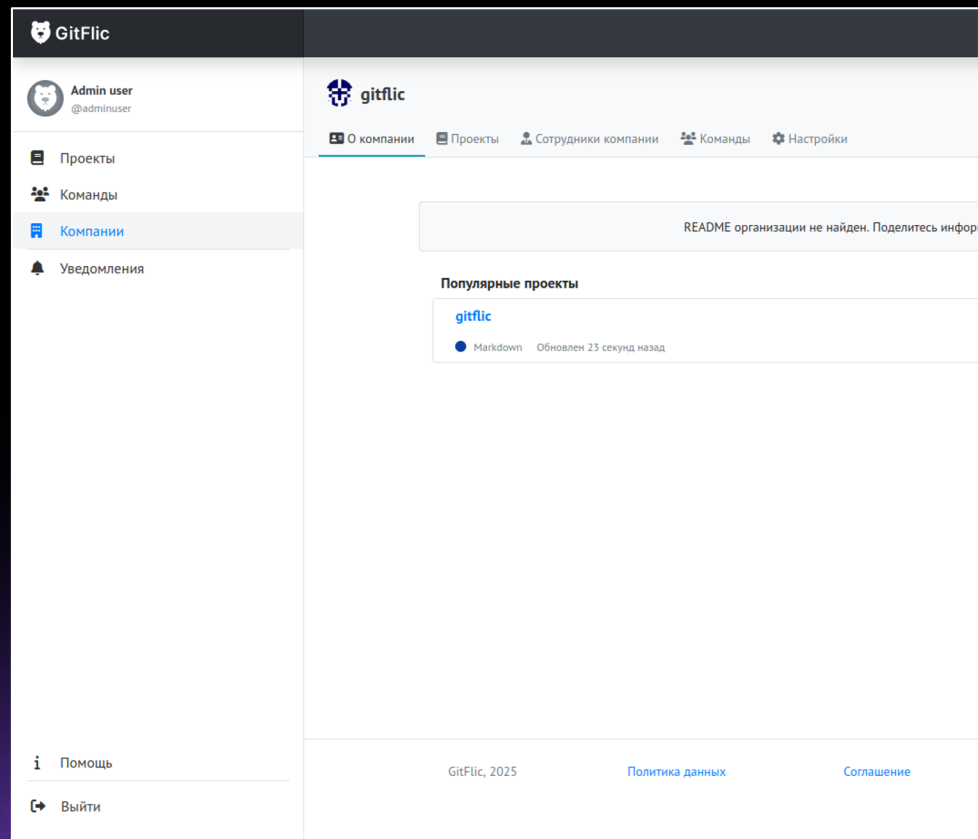 GitFlic
Admin user
@adminuser
Проекты
Команды
Компании
Уведомления
Помощь
Выйти
gitflic
О компании Проекты Сотрудники компании Команды Настройки
README организации не найден. Поделитесь
Популярные проекты
gitflic
Markdown Обновлен 23 секунд назад
GitFlic, 2025 Политика данных Соглашение